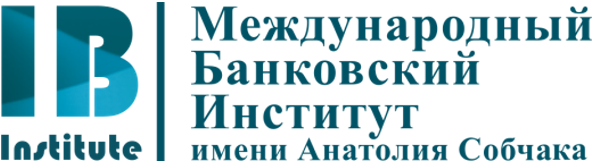 IB
Institute
Международный
Банковский
Институт
имени Анатолия Собчака